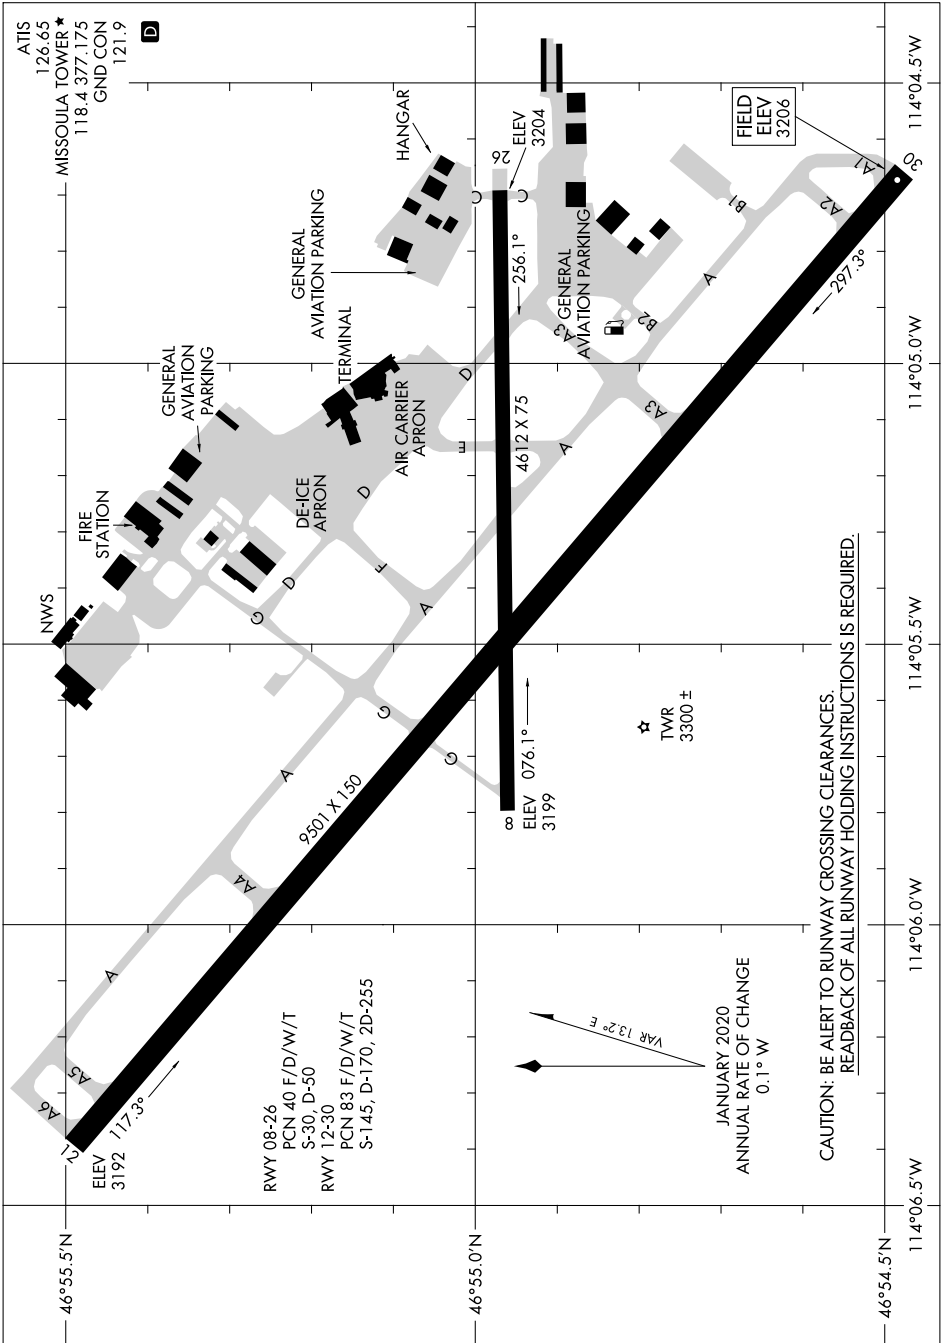 ATIS
126.65
MISSOULA TOWER★
118.4 377.175
GND CON
121.9
D
NWS
FIRE
STATION
GENERAL
AVIATION
PARKING
GENERAL
AVIATION PARKING
HANGAR
TERMINAL
AIR CARRIER
APRON
DE-ICE
APRON
G
D
D
D
E
F
G
G
C
C
26
ELEV
3204
256.1°
4612 X 75
8
ELEV
3199
076.1°
GENERAL
AVIATION PARKING
A3
B2
B1
A
A
A
A
A
A1
A2
A3
A4
A5
A6
FIELD
ELEV
3206
30
297.3°
9501 X 150
12
117.3°
ELEV
3192
RWY 08-26
PCN 40 F/D/W/T
S-30, D-50
RWY 12-30
PCN 83 F/D/W/T
S-145, D-170, 2D-255
TWR
3300 ±
VAR 13.2° E
JANUARY 2020
ANNUAL RATE OF CHANGE
0.1° W
CAUTION: BE ALERT TO RUNWAY CROSSING CLEARANCES.
READBACK OF ALL RUNWAY HOLDING INSTRUCTIONS IS REQUIRED.
46°55.5'N
46°55.0'N
46°54.5'N
114°06.5'W
114°06.0'W
114°05.5'W
114°05.0'W
114°04.5'W